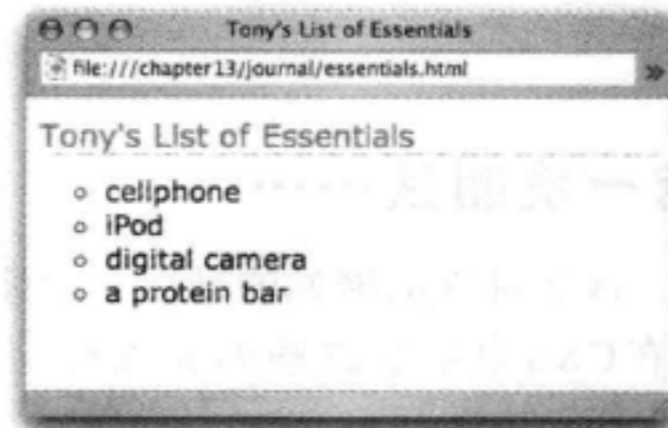 Tony's List of Essentials
file:///chapter13/journal/essentials.html
Tony's List of Essentials
cellphone
iPod
digital camera
a protein bar